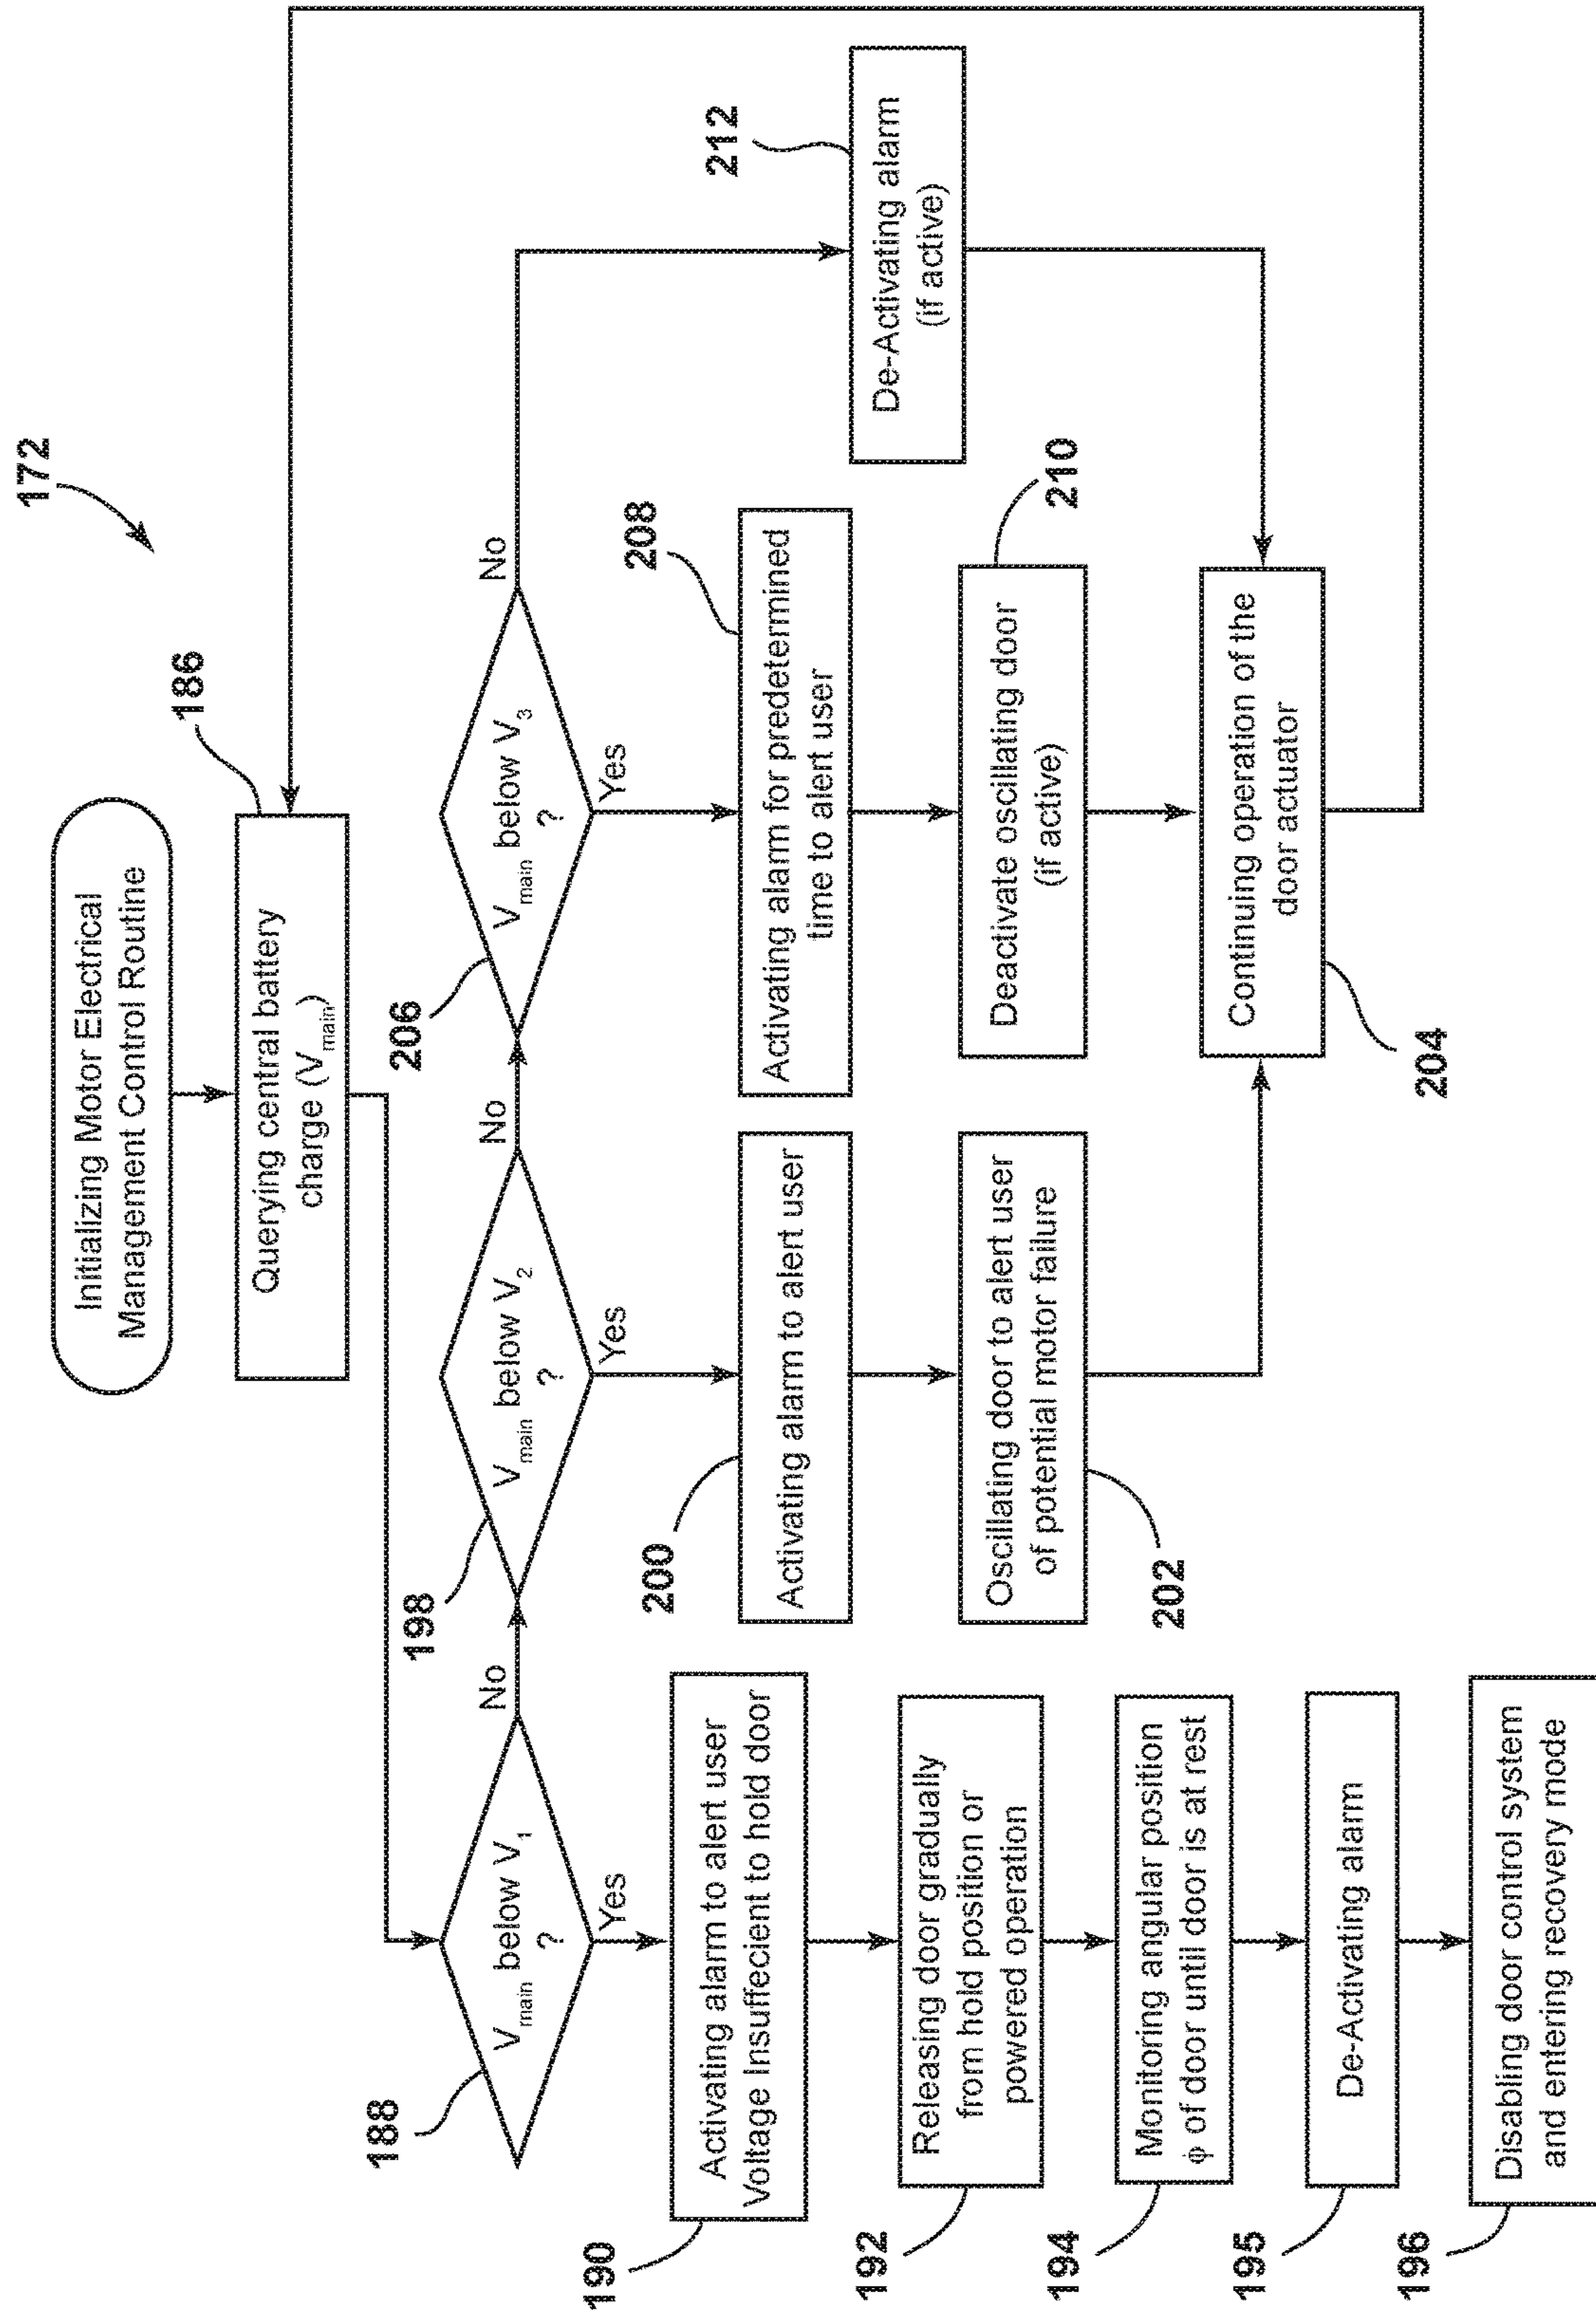 172
Initializing Motor Electrical
Management Control Routine
186
Querying central battery
charge (Vmain)
188
Vmain below V1
?
No
Yes
198
Vmain below V2
?
No
Yes
206
Vmain below V3
?
No
Yes
190
Activating alarm to alert user
Voltage Insuffecient to hold door
192
Releasing door gradually
from hold position or
powered operation
194
Monitoring angular position
ϕ of door until door is at rest
195
De-Activating alarm
196
Disabling door control system
and entering recovery mode
200
Activating alarm to alert user
202
Oscillating door to alert user
of potential motor failure
208
Activating alarm for predetermined
time to alert user
210
Deactivate oscillating door
(if active)
212
De-Activating alarm
(if active)
204
Continuing operation of the
door actuator